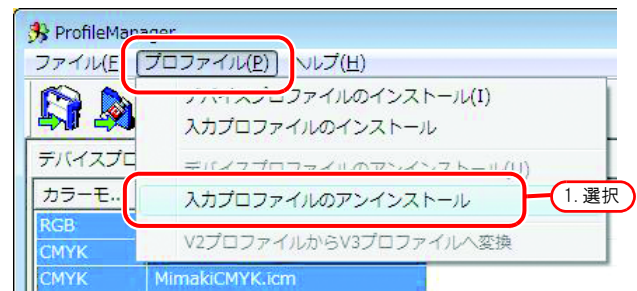 ProfileManager
ファイル(F プロファイル(P) ヘルプ(H)
デバイスプロファイルのインストール(I)
入力プロファイルのインストール
デバイスプロ
デバイスプロファイルのアンインストール(U)
カラーモ..
入力プロファイルのアンインストール
1. 選択
RGB
V2プロファイルからV3プロファイルへ変換
CMYK
CMYK MimakiCMYK.icm